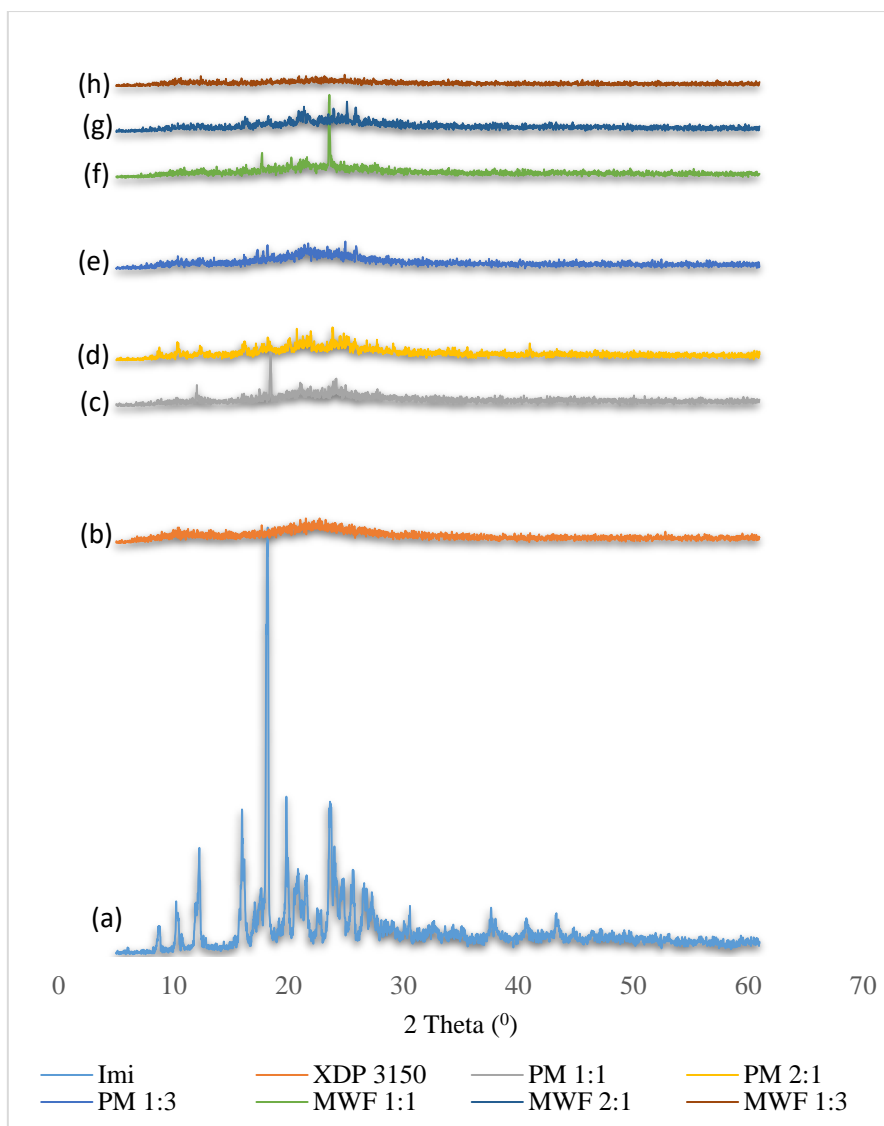 (h)
(g)
(f)
(e)
(d)
(c)
(b)
(a)
0 10 20 30 40 50 60 70
2 Theta (⁰)
Imi XDP 3150 PM 1:1 PM 2:1
PM 1:3 MWF 1:1 MWF 2:1 MWF 1:3